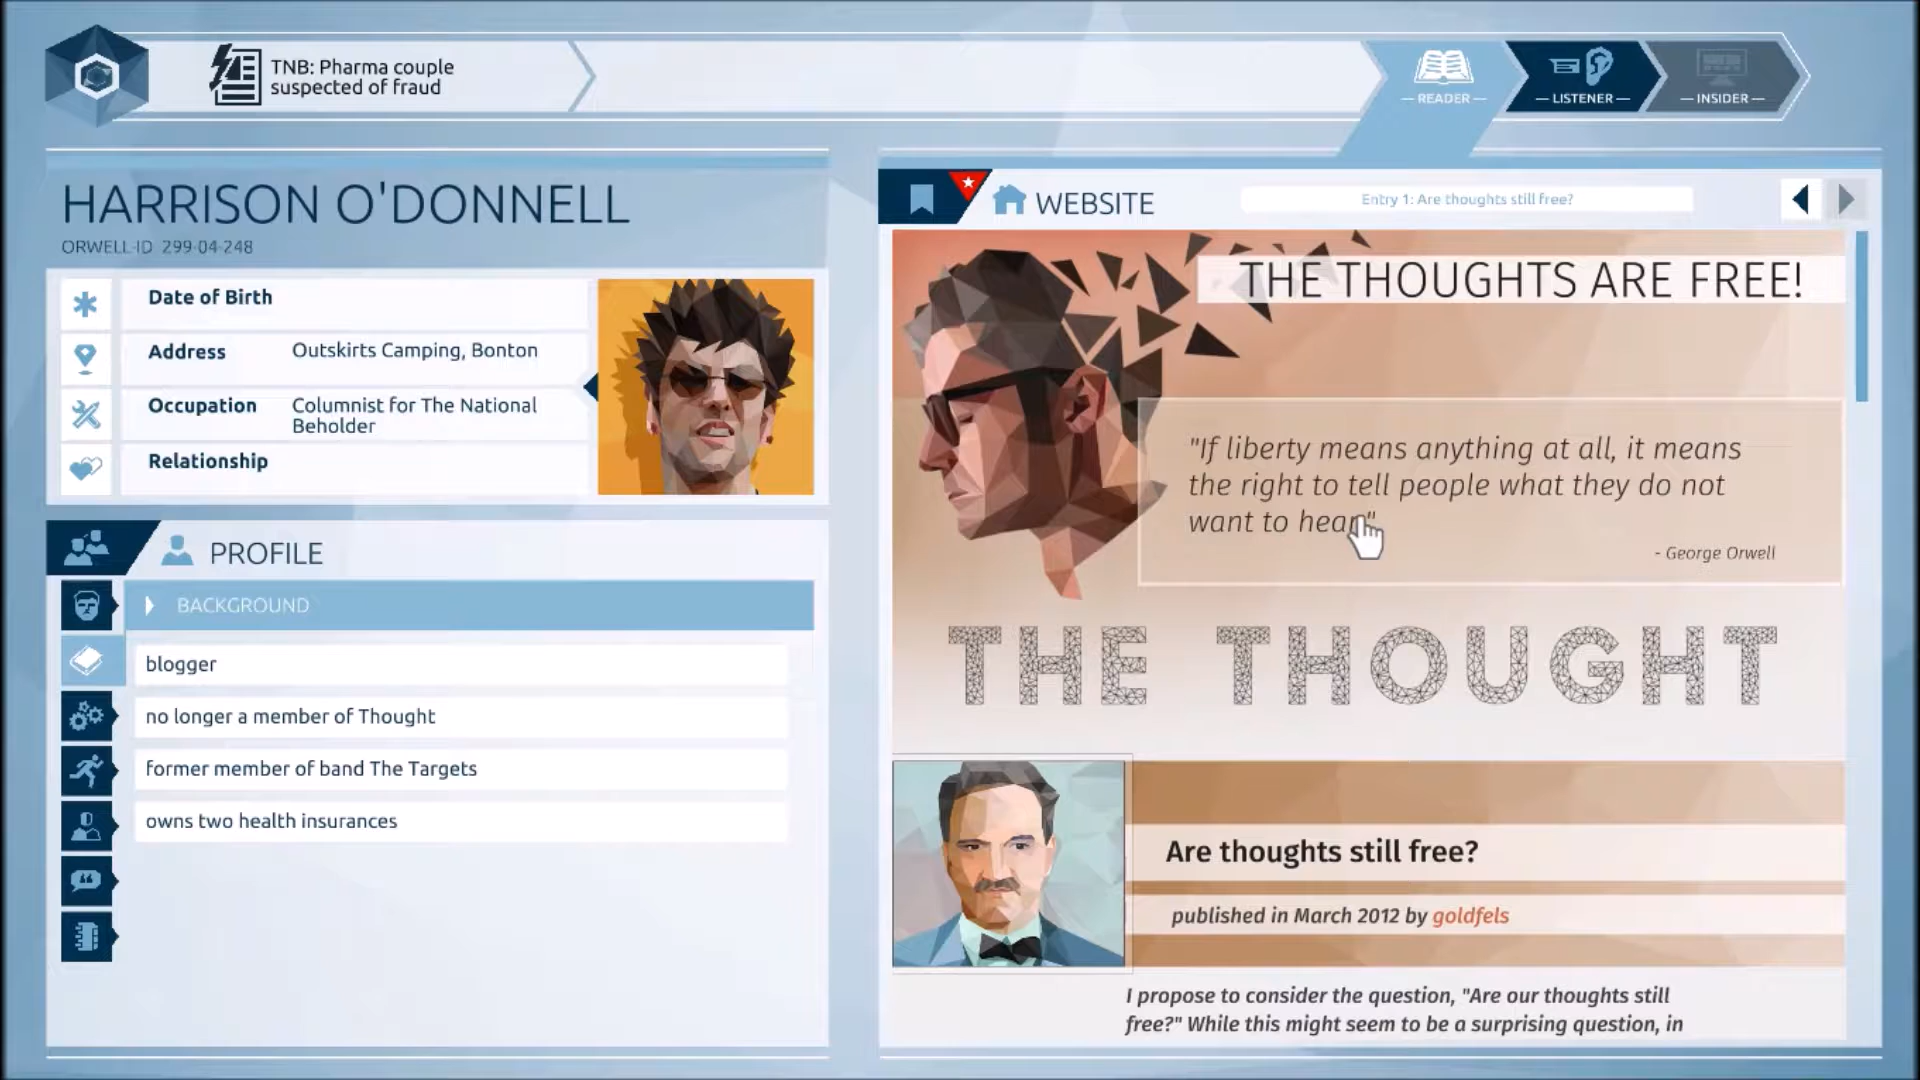 TNB: Pharma couple
suspected of fraud
READER
LISTENER
INSIDER
HARRISON O'DONNELL
ORWELL-ID 299-04-248
Date of Birth
Address Outskirts Camping, Bonton
Occupation Columnist for The National
Beholder
Relationship
PROFILE
BACKGROUND
blogger
no longer a member of Thought
former member of band The Targets
owns two health insurances
WEBSITE
Entry 1: Are thoughts still free?
THE THOUGHTS ARE FREE!
"If liberty means anything at all, it means
the right to tell people what they do not
want to hear"
- George Orwell
THE THOUGHT
Are thoughts still free?
published in March 2012 by goldfels
I propose to consider the question, "Are our thoughts still
free?" While this might seem to be a surprising question, in